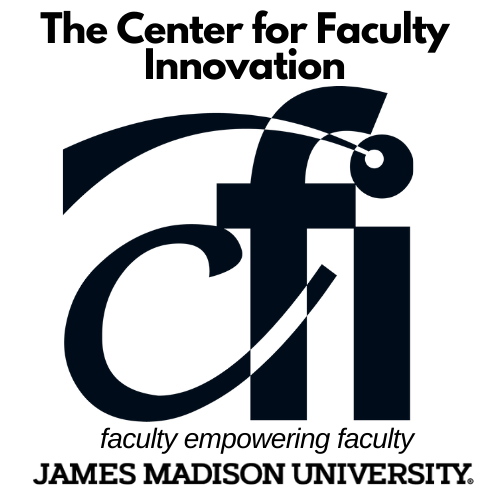 The Center for Faculty
Innovation
cfi
faculty empowering faculty
JAMES MADISON UNIVERSITY®